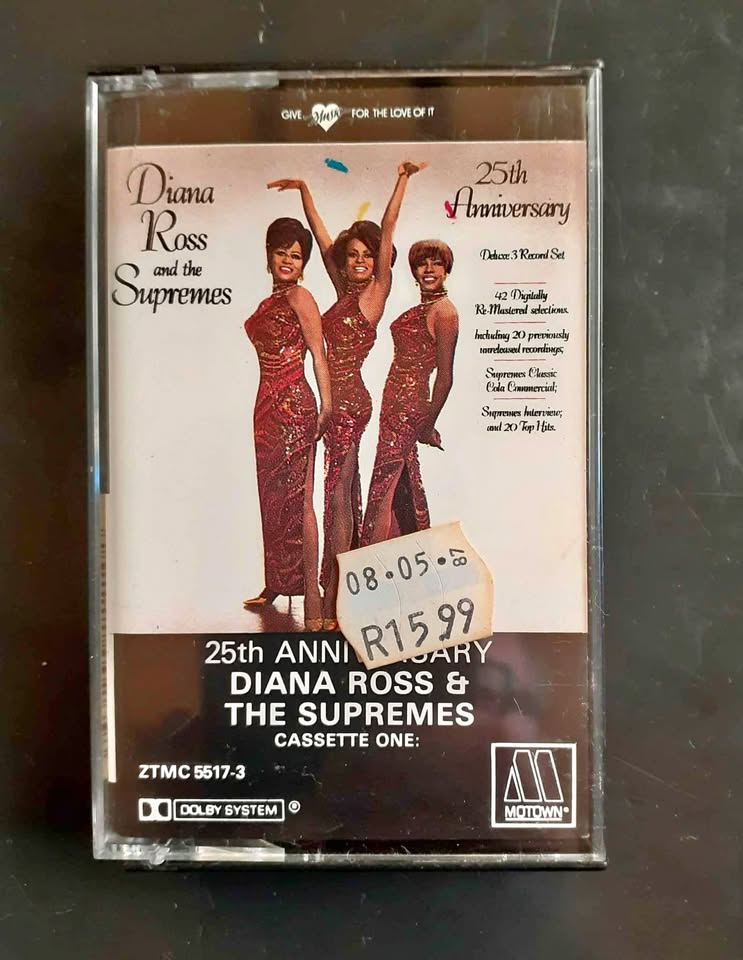 GIVE Music FOR THE LOVE OF IT
Diana
Ross
and the
Supremes
25th
Anniversary
Deluxe 3 Record Set
42 Digitally
Re-Mastered selections.
Including 20 previously
unreleased recordings;
Supremes Classic
Cola Commercial;
Supremes Interview;
and 20 Top Hits.
08•05•87
R15.99
25th ANNIVERSARY
DIANA ROSS &
THE SUPREMES
CASSETTE ONE:
ZTMC 5517-3
DOLBY SYSTEM ®
MOTOWN